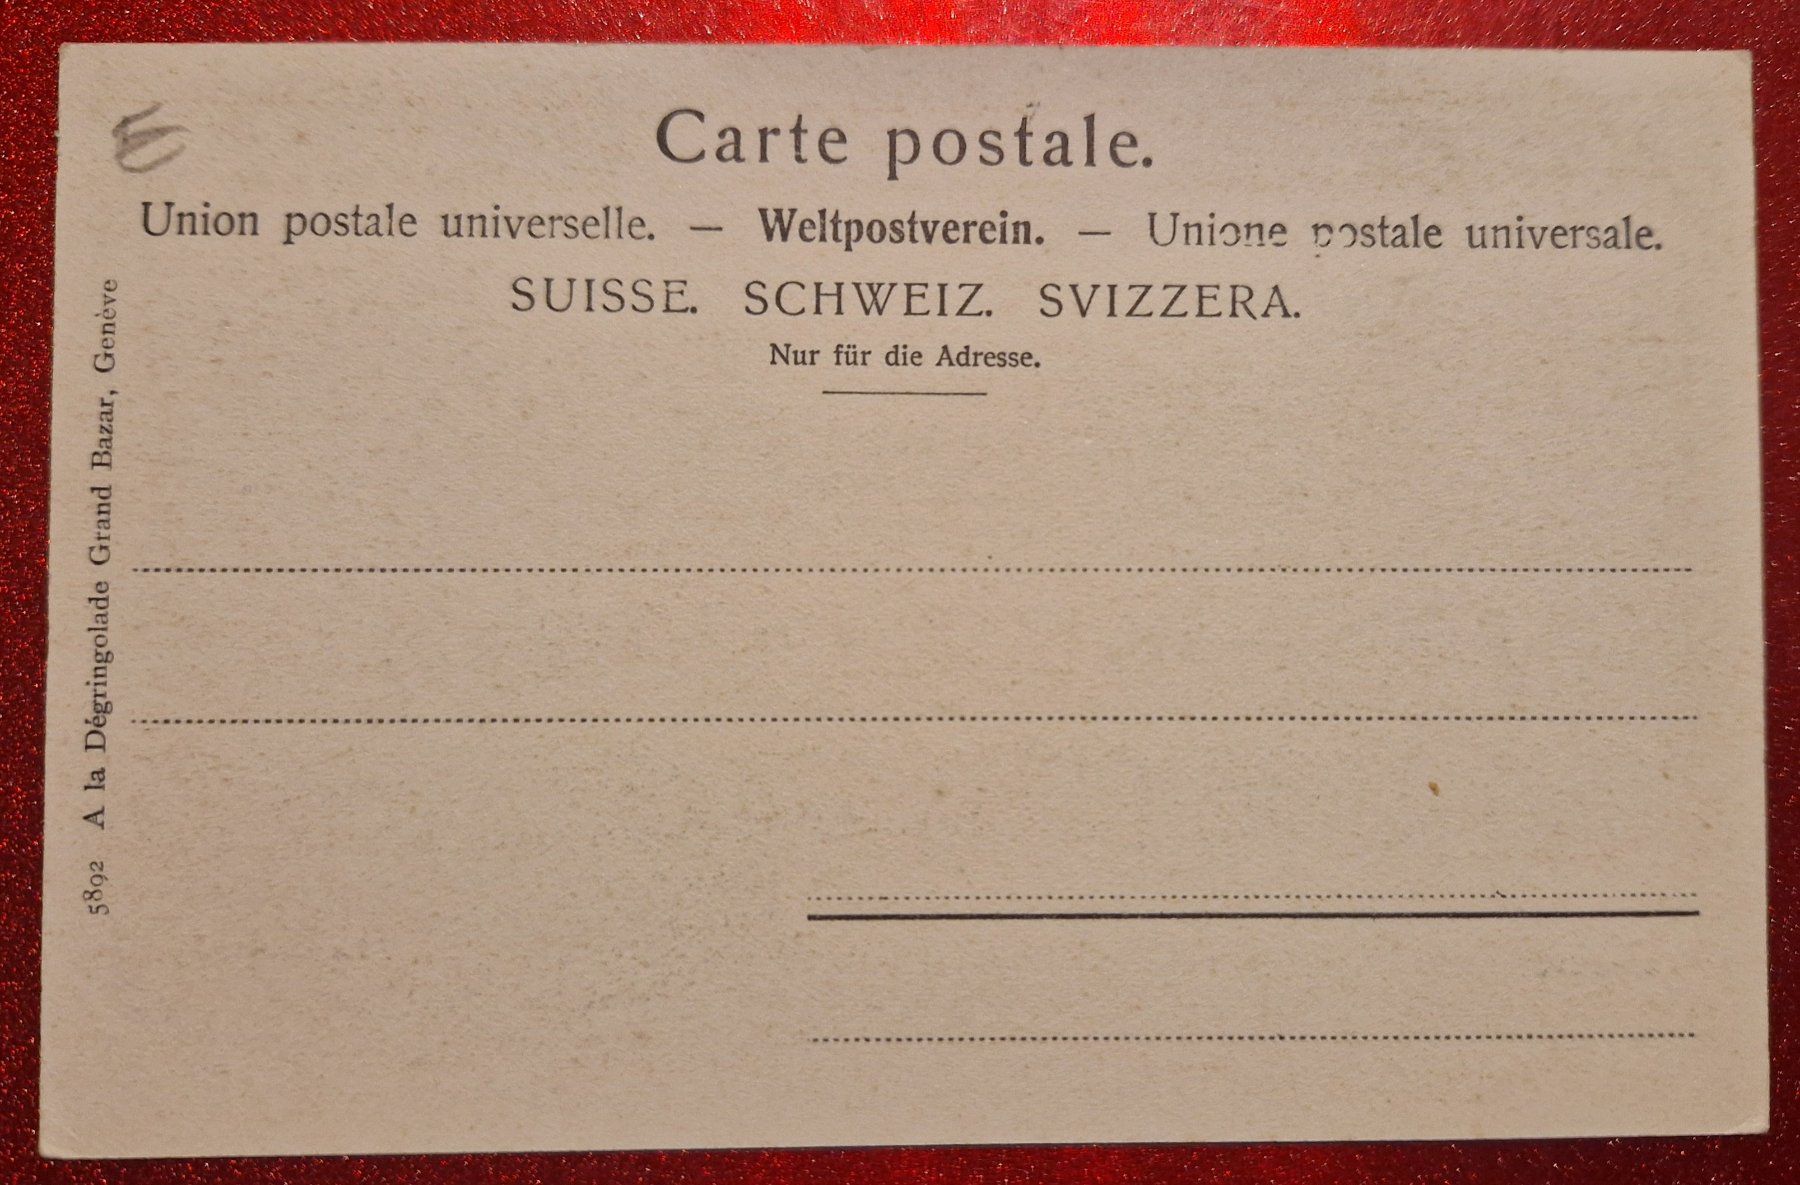 Carte postale.
Union postale universelle. — Weltpostverein. — Unione postale universale.
SUISSE. SCHWEIZ. SVIZZERA.
Nur für die Adresse.
5892 A la Dégringolade Grand Bazar, Genève